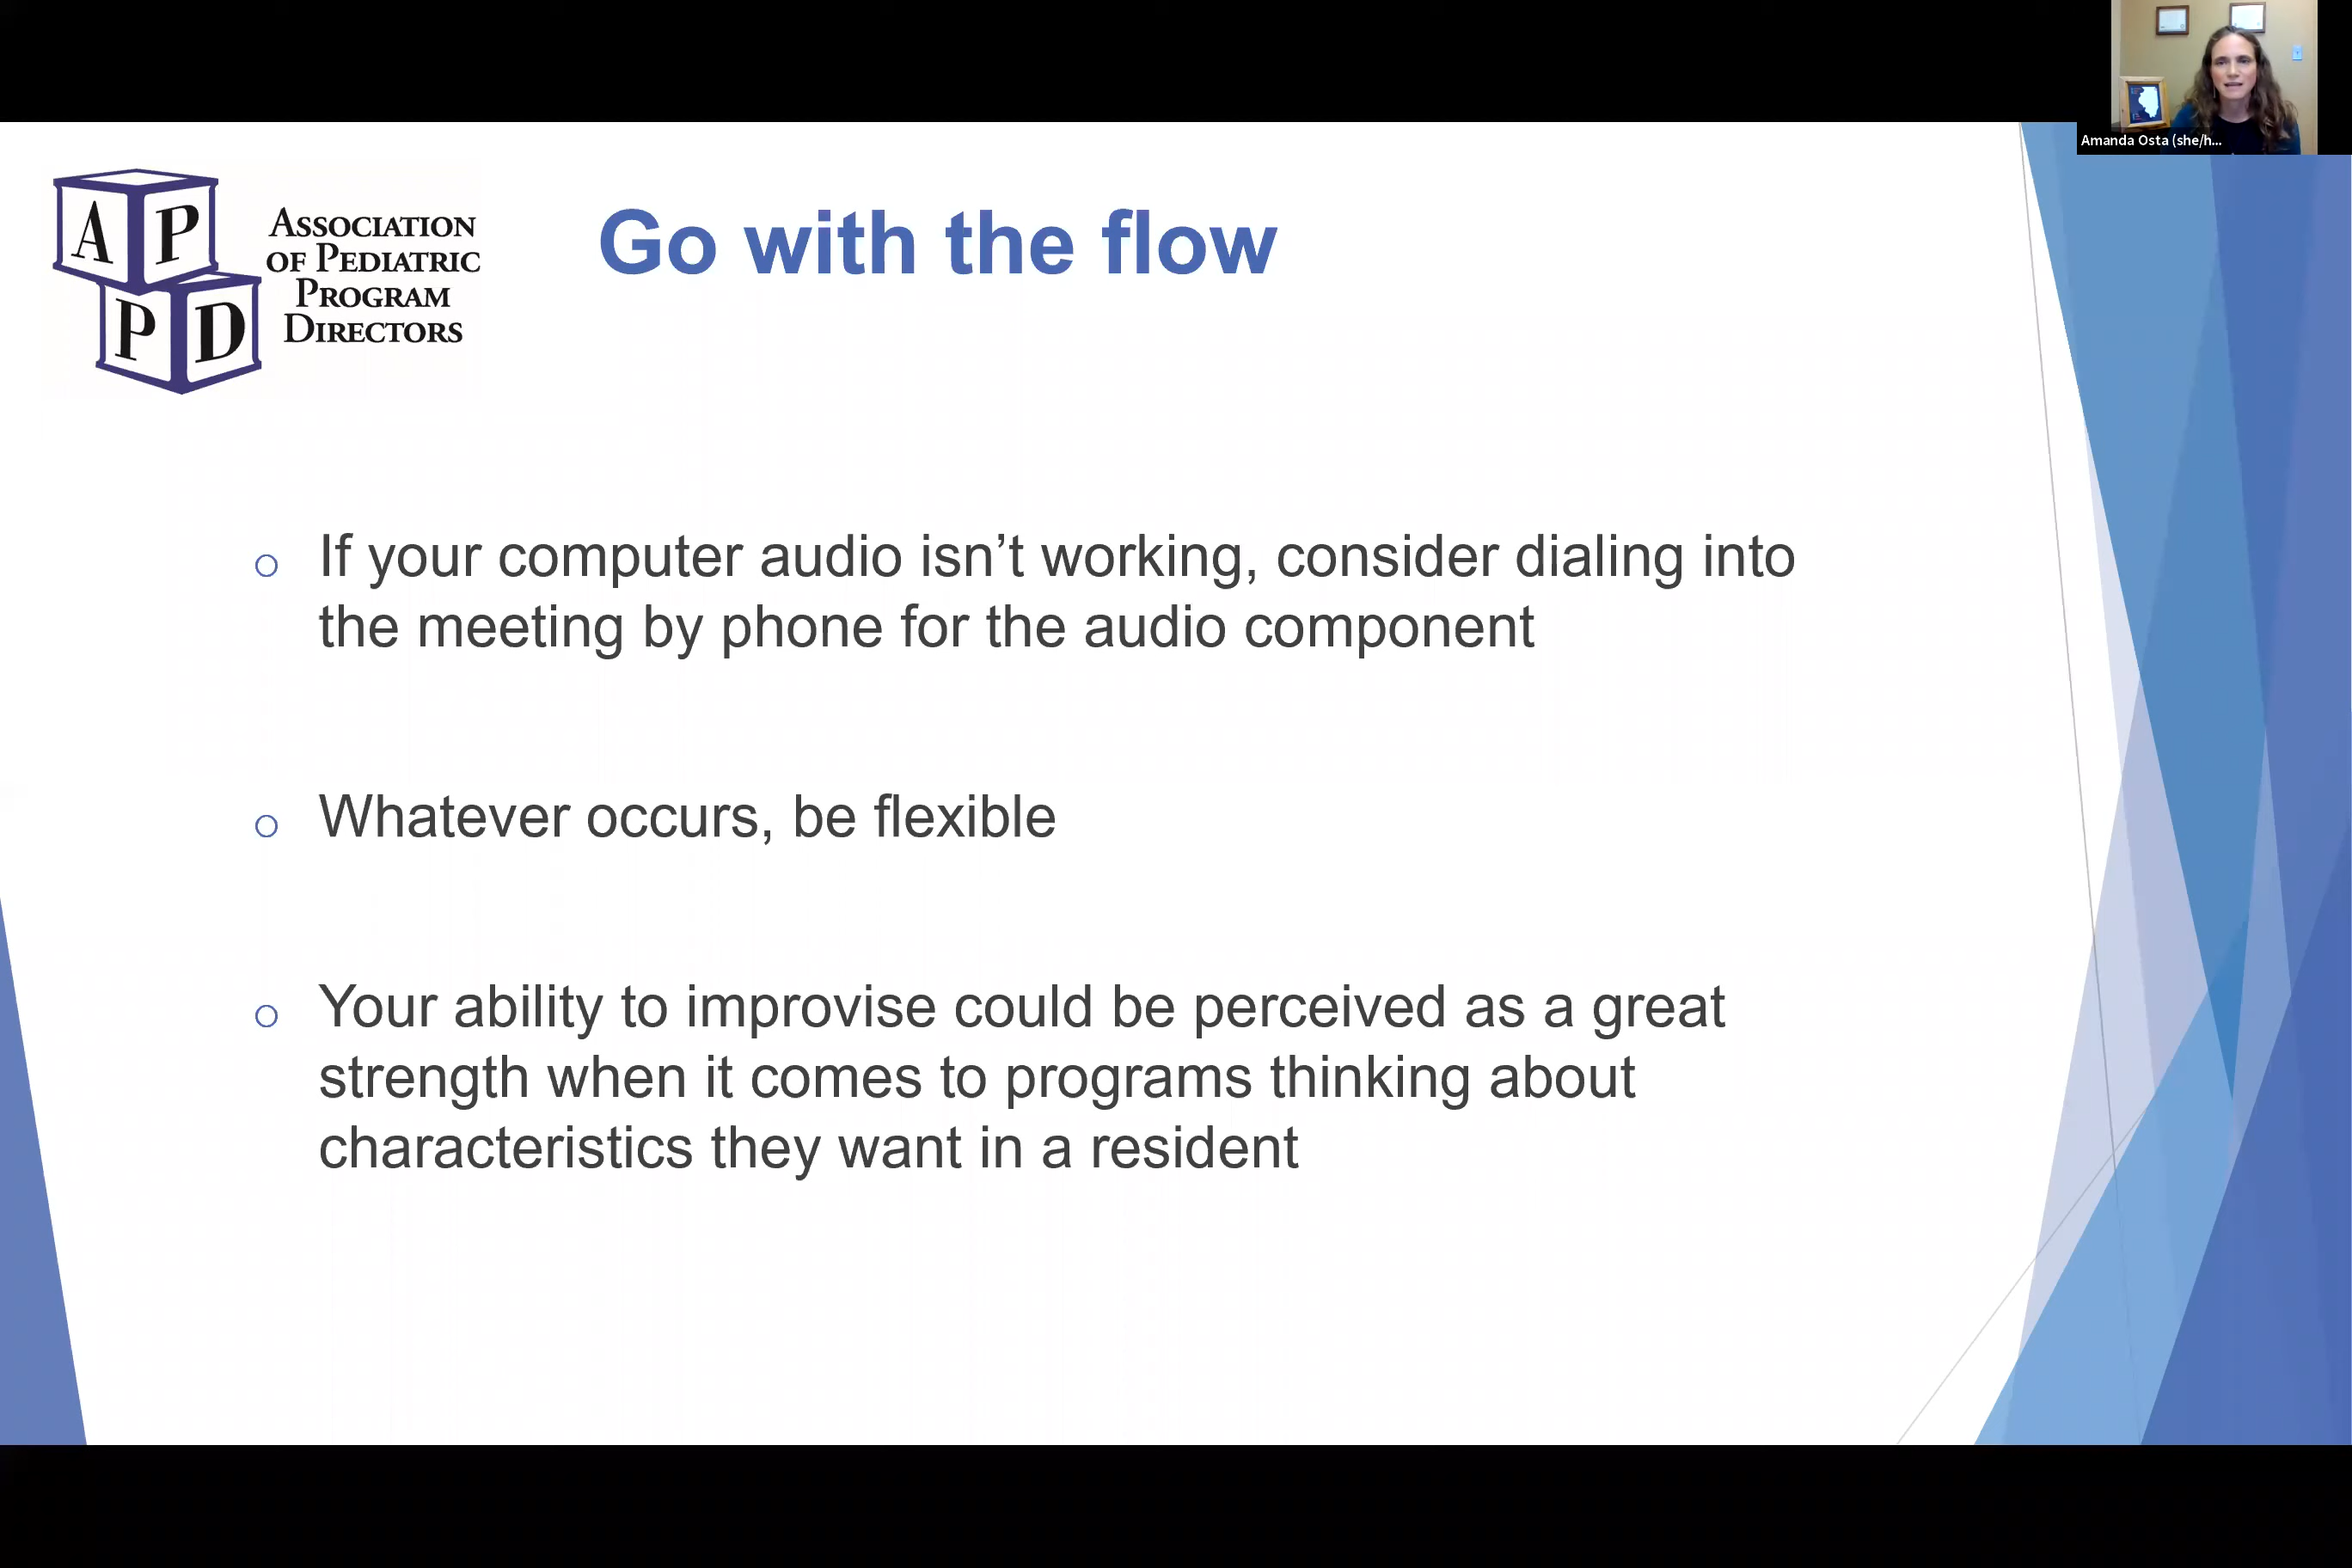 Amanda Osta (she/h...
A P
P D
ASSOCIATION
OF PEDIATRIC
PROGRAM
DIRECTORS
Go with the flow
If your computer audio isn’t working, consider dialing into
the meeting by phone for the audio component
Whatever occurs, be flexible
Your ability to improvise could be perceived as a great
strength when it comes to programs thinking about
characteristics they want in a resident